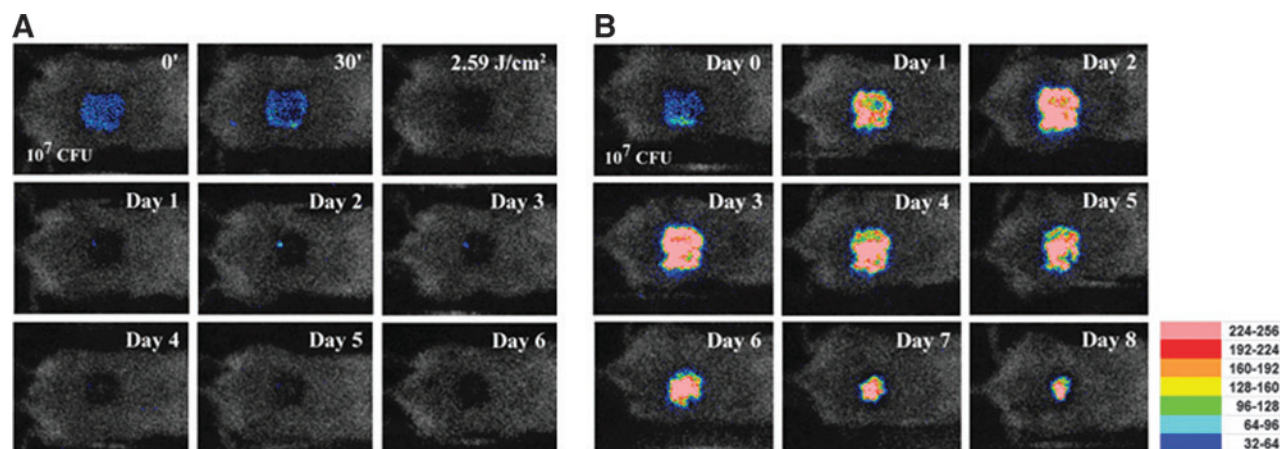 A
0'
30'
2.59 J/cm²
10⁷ CFU
Day 1
Day 2
Day 3
Day 4
Day 5
Day 6
B
Day 0
Day 1
Day 2
10⁷ CFU
Day 3
Day 4
Day 5
Day 6
Day 7
Day 8
224-256
192-224
160-192
128-160
96-128
64-96
32-64